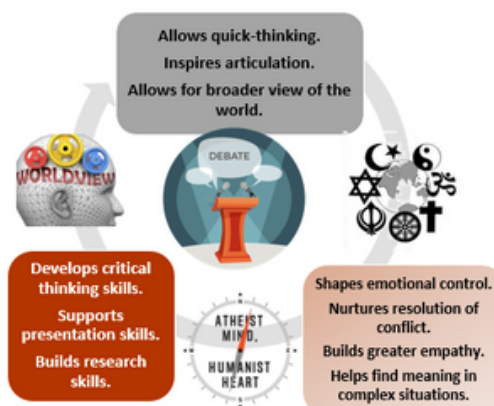 Allows quick-thinking.
Inspires articulation.
Allows for broader view of the
world.
DEBATE
WORLDVIEW
Develops critical
thinking skills.
Supports
presentation skills.
Builds research
skills.
ATHEIST
MIND,
HUMANIST
HEART
Shapes emotional control.
Nurtures resolution of
conflict.
Builds greater empathy.
Helps find meaning in
complex situations.